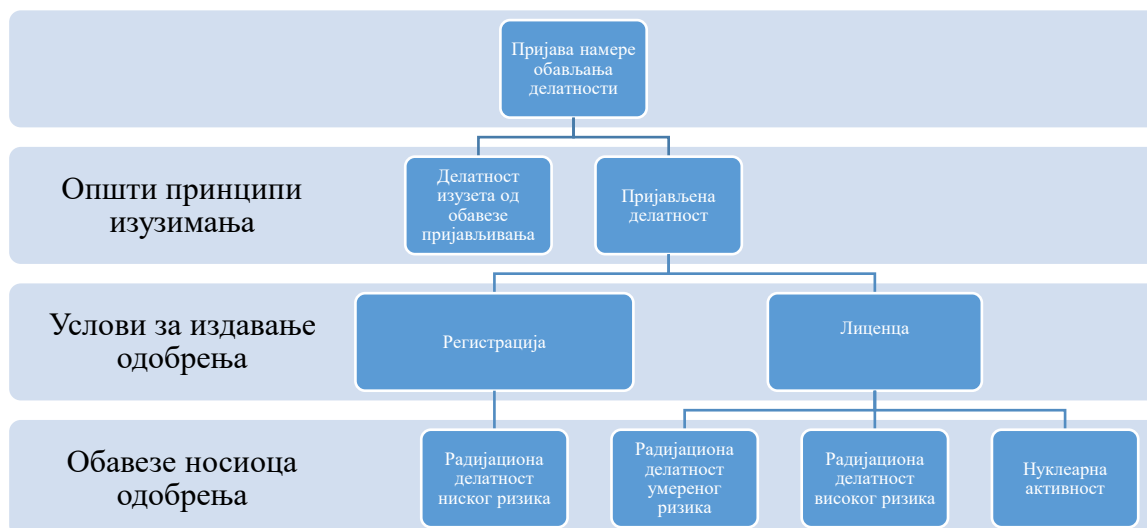 Пријава намере
обављања
делатности
Општи принципи
изузимања
Делатност
изузета од
обавезе
пријављивања
Пријављена
делатност
Услови за издавање
одобрења
Регистрација
Лиценца
Обавезе носиоца
одобрења
Радијациона
делатност
ниског ризика
Радијациона
делатност
умереног
ризика
Радијациона
делатност
високог ризика
Нуклеарна
активност